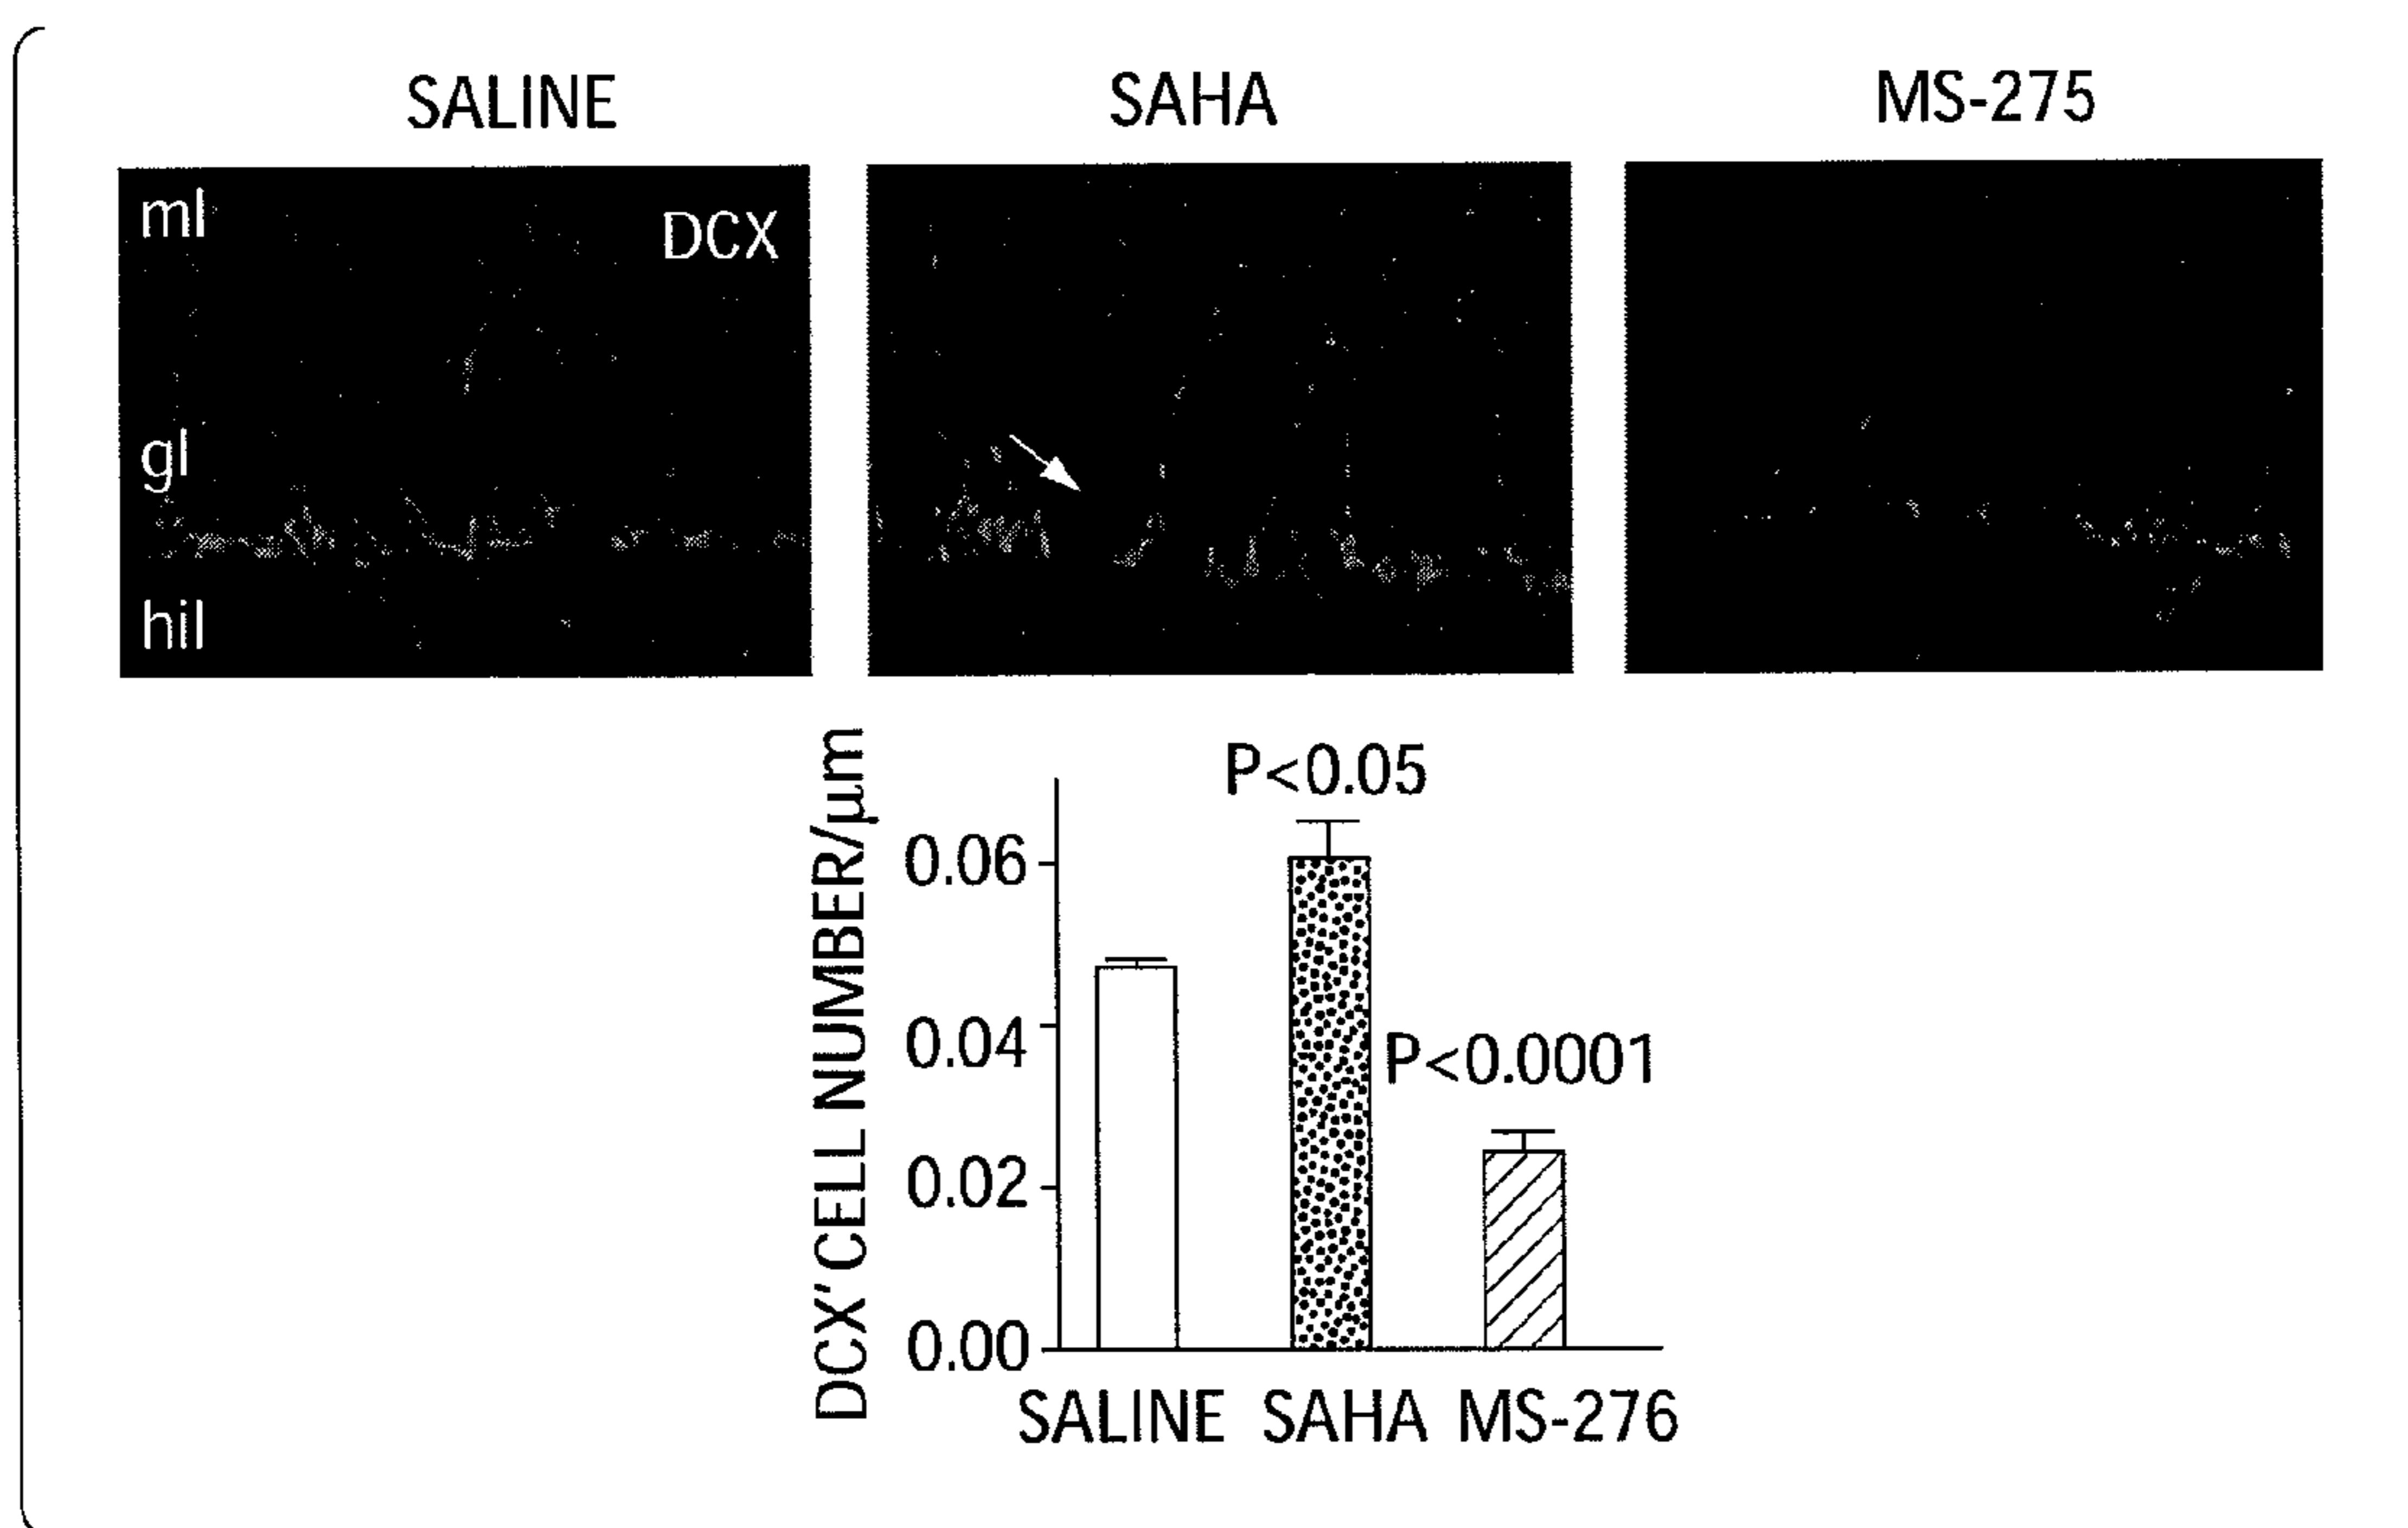 SALINE
SAHA
MS-275
ml
DCX
gl
hil
DCX' CELL NUMBER/μm
P<0.05
0.06
0.04
P<0.0001
0.02
0.00
SALINE SAHA MS-276